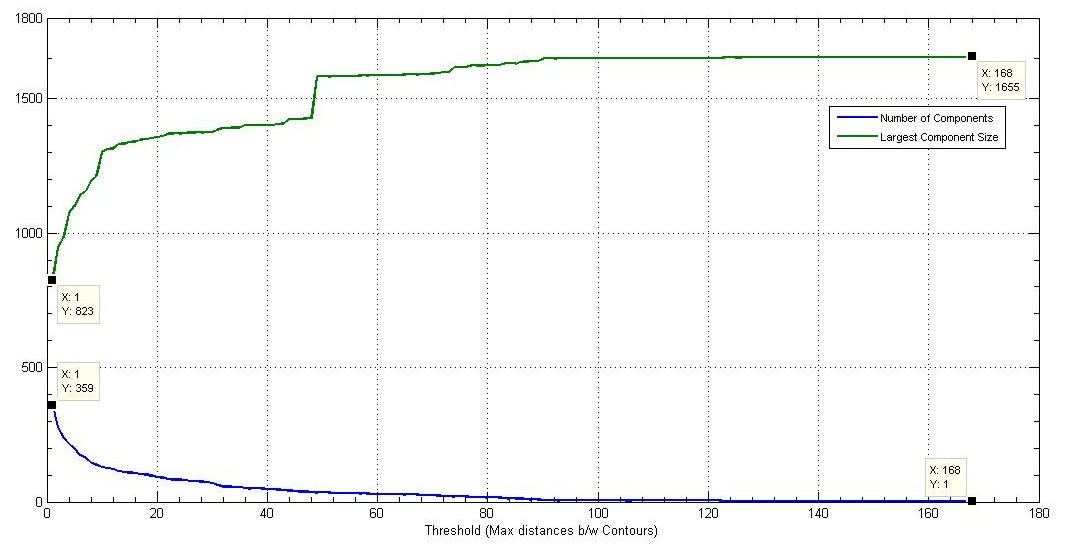 1800
1500
1000
500
0
X: 168
Y: 1655
Number of Components
Largest Component Size
X: 1
Y: 823
X: 1
Y: 359
X: 168
Y: 1
0 20 40 60 80 100 120 140 160 180
Threshold (Max distances b/w Contours)